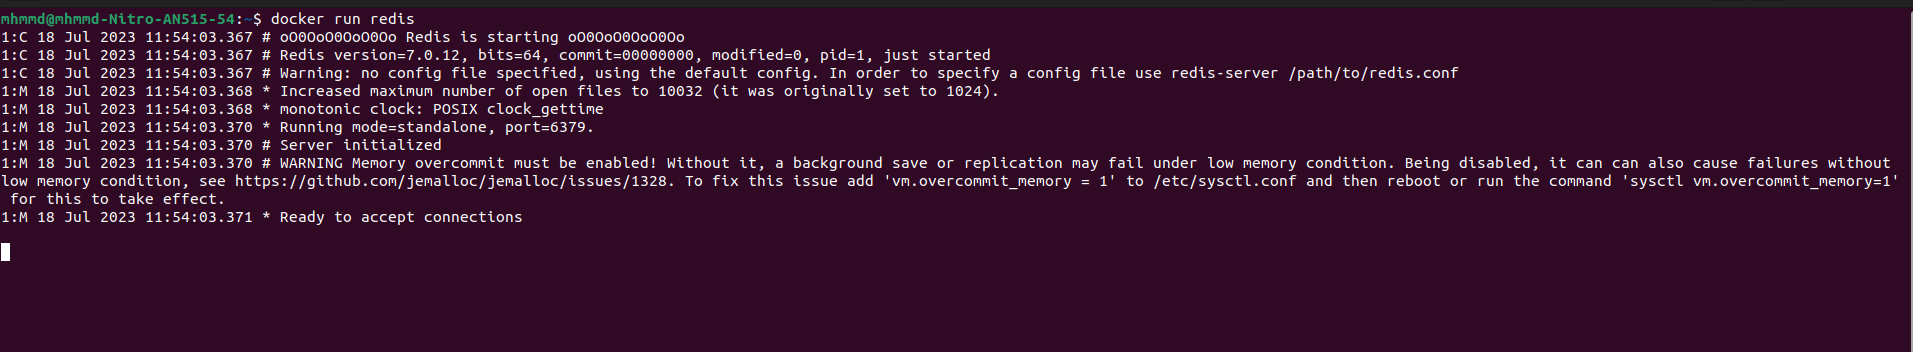 mhmmd@mhmmd-Nitro-AN515-54:~$ docker run redis
1:C 18 Jul 2023 11:54:03.367 # oO0OoO0OoO0Oo Redis is starting oO0OoO0OoO0Oo
1:C 18 Jul 2023 11:54:03.367 # Redis version=7.0.12, bits=64, commit=00000000, modified=0, pid=1, just started
1:C 18 Jul 2023 11:54:03.367 # Warning: no config file specified, using the default config. In order to specify a config file use redis-server /path/to/redis.conf
1:M 18 Jul 2023 11:54:03.368 * Increased maximum number of open files to 10032 (it was originally set to 1024).
1:M 18 Jul 2023 11:54:03.368 * monotonic clock: POSIX clock_gettime
1:M 18 Jul 2023 11:54:03.370 * Running mode=standalone, port=6379.
1:M 18 Jul 2023 11:54:03.370 # Server initialized
1:M 18 Jul 2023 11:54:03.370 # WARNING Memory overcommit must be enabled! Without it, a background save or replication may fail under low memory condition. Being disabled, it can can also cause failures without
low memory condition, see https://github.com/jemalloc/jemalloc/issues/1328. To fix this issue add 'vm.overcommit_memory = 1' to /etc/sysctl.conf and then reboot or run the command 'sysctl vm.overcommit_memory=1'
for this to take effect.
1:M 18 Jul 2023 11:54:03.371 * Ready to accept connections